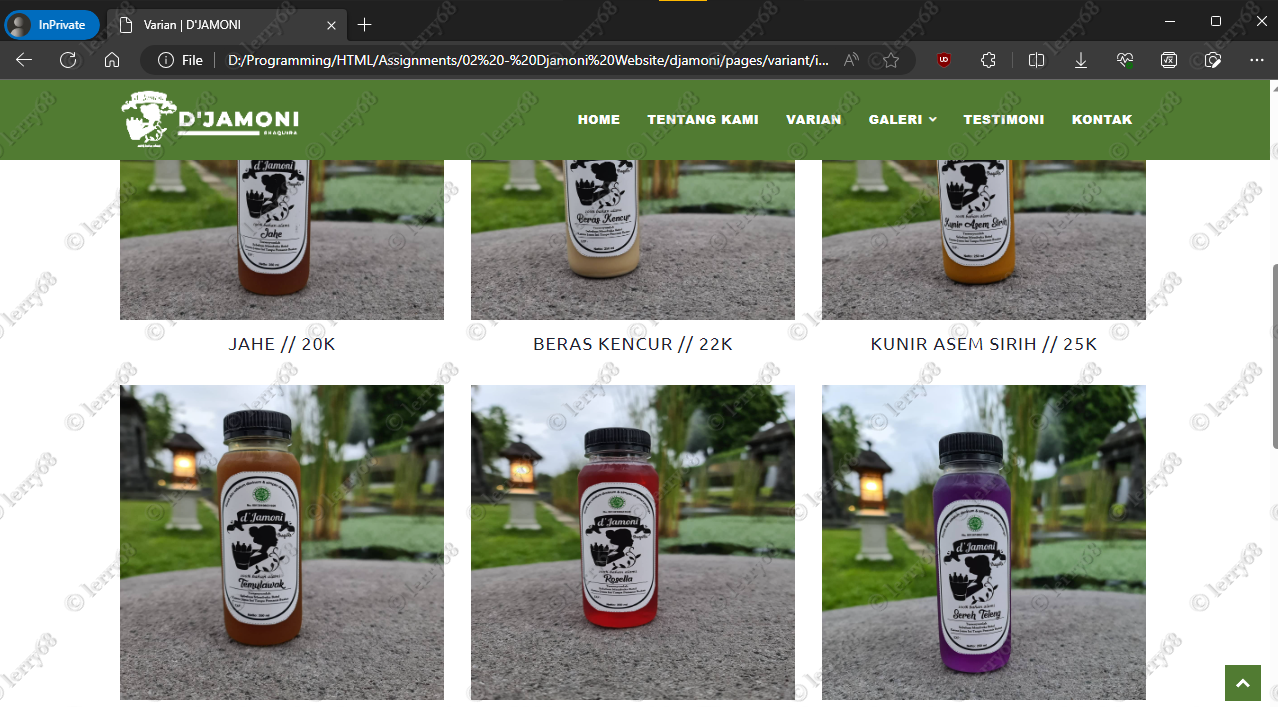 InPrivate
Varian | D'JAMONI
File
D:/Programming/HTML/Assignments/02%20-%20Djamoni%20Website/djamoni/pages/variant/i...
D'JAMONI
SHAQUIRA
HOME TENTANG KAMI VARIAN GALERI TESTIMONI KONTAK
d'Jamoni
Jahe
d'Jamoni
Beras Kencur
Kunir Asem Sirih
JAHE // 20K
BERAS KENCUR // 22K
KUNIR ASEM SIRIH // 25K
d'Jamoni
Temulawak
d'Jamoni
Rosella
d'Jamoni
Sereh Teleng
© lerry68